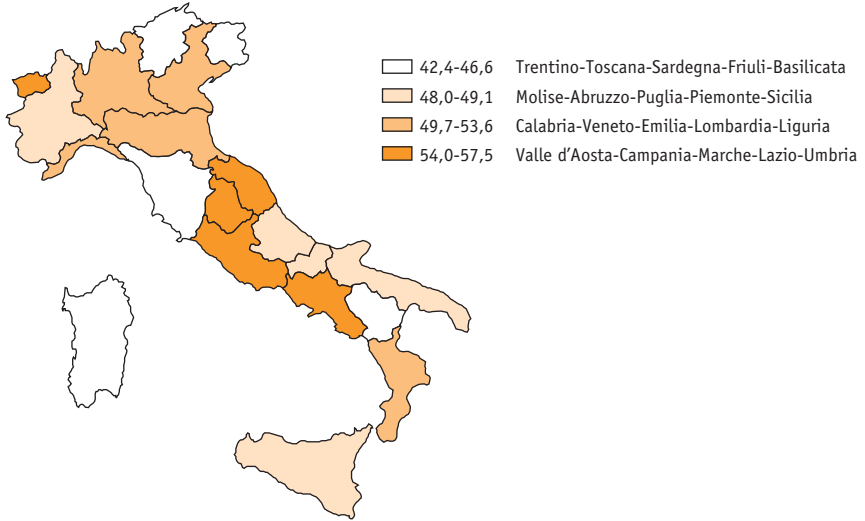 42,4-46,6 Trentino-Toscana-Sardegna-Friuli-Basilicata
48,0-49,1 Molise-Abruzzo-Puglia-Piemonte-Sicilia
49,7-53,6 Calabria-Veneto-Emilia-Lombardia-Liguria
54,0-57,5 Valle d'Aosta-Campania-Marche-Lazio-Umbria